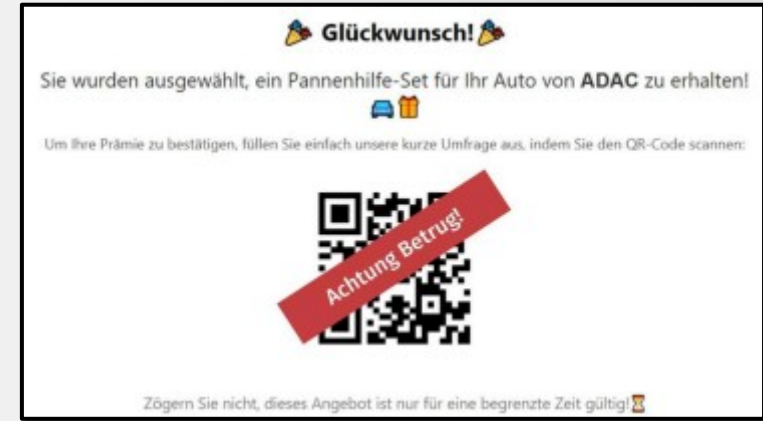 🎉 Glückwunsch! 🎉
Sie wurden ausgewählt, ein Pannenhilfe-Set für Ihr Auto von ADAC zu erhalten!
🚘🎁
Um Ihre Prämie zu bestätigen, füllen Sie einfach unsere kurze Umfrage aus, indem Sie den QR-Code scannen:
Achtung Betrug!
Zögern Sie nicht, dieses Angebot ist nur für eine begrenzte Zeit gültig!⏳